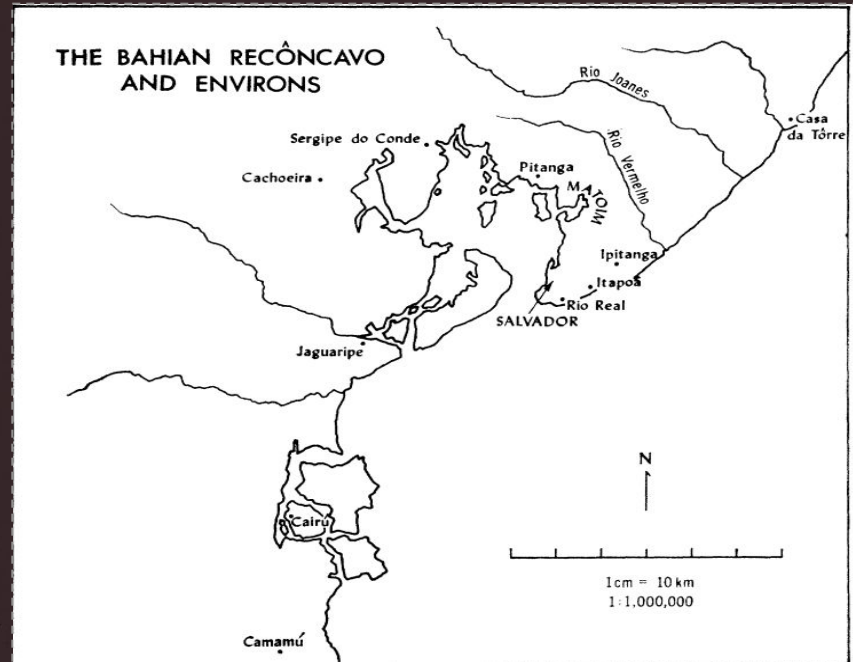 THE BAHIAN RECÔNCAVO
AND ENVIRONS
Rio Joanes
Casa
da Tôrre
Rio Vermelho
Sergipe do Conde
Pitanga
Cachoeira
MATOIM
Ipitanga
Itapoã
Rio Real
SALVADOR
Jaguaripe
N
Cairú
1cm = 10 km
1:1,000,000
Camamú